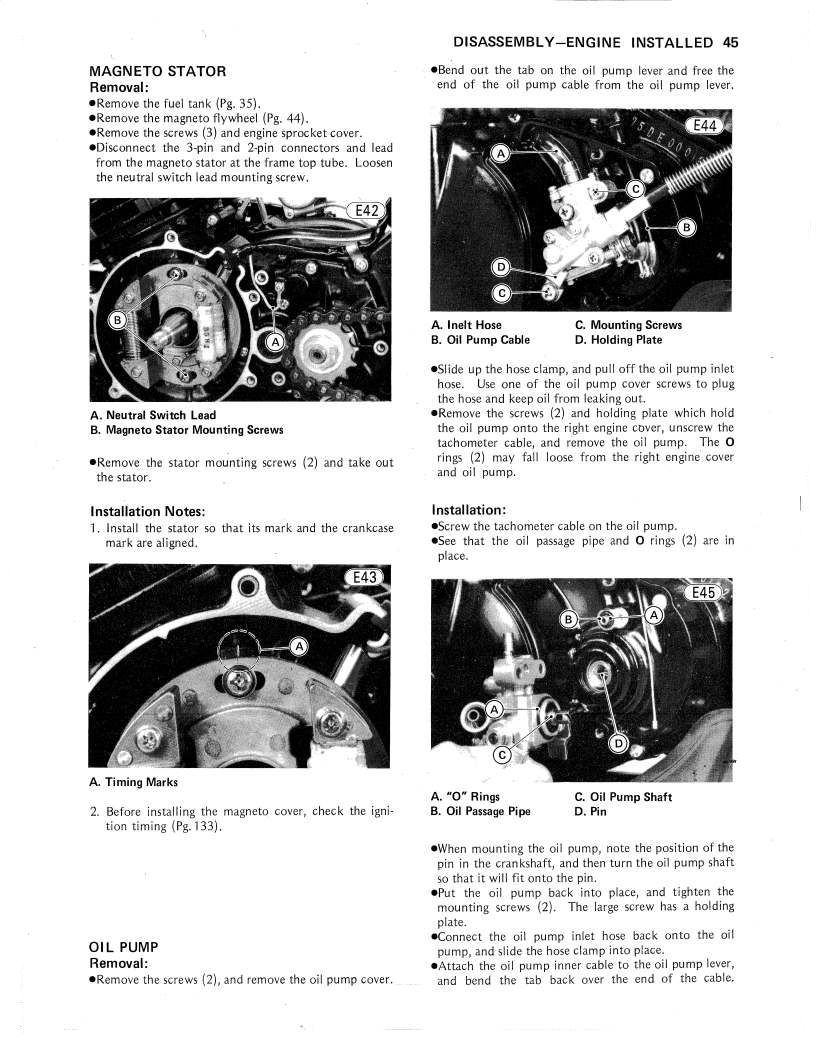 DISASSEMBLY—ENGINE INSTALLED 45
MAGNETO STATOR
Removal:
●Remove the fuel tank (Pg. 35).
●Remove the magneto flywheel (Pg. 44).
●Remove the screws (3) and engine sprocket cover.
●Disconnect the 3-pin and 2-pin connectors and lead
from the magneto stator at the frame top tube. Loosen
the neutral switch lead mounting screw.
E42
B
A
A. Neutral Switch Lead
B. Magneto Stator Mounting Screws
●Remove the stator mounting screws (2) and take out
the stator.
Installation Notes:
1. Install the stator so that its mark and the crankcase
mark are aligned.
E43
A
A. Timing Marks
2. Before installing the magneto cover, check the igni-
tion timing (Pg. 133).
OIL PUMP
Removal:
●Remove the screws (2), and remove the oil pump cover.
●Bend out the tab on the oil pump lever and free the
end of the oil pump cable from the oil pump lever.
E44
A
C
B
D
C
A. Inelt Hose C. Mounting Screws
B. Oil Pump Cable D. Holding Plate
●Slide up the hose clamp, and pull off the oil pump inlet
hose. Use one of the oil pump cover screws to plug
the hose and keep oil from leaking out.
●Remove the screws (2) and holding plate which hold
the oil pump onto the right engine cover, unscrew the
tachometer cable, and remove the oil pump. The O
rings (2) may fall loose from the right engine cover
and oil pump.
Installation:
●Screw the tachometer cable on the oil pump.
●See that the oil passage pipe and O rings (2) are in
place.
E45
B
A
A
C
D
A. "O" Rings C. Oil Pump Shaft
B. Oil Passage Pipe D. Pin
●When mounting the oil pump, note the position of the
pin in the crankshaft, and then turn the oil pump shaft
so that it will fit onto the pin.
●Put the oil pump back into place, and tighten the
mounting screws (2). The large screw has a holding
plate.
●Connect the oil pump inlet hose back onto the oil
pump, and slide the hose clamp into place.
●Attach the oil pump inner cable to the oil pump lever,
and bend the tab back over the end of the cable.